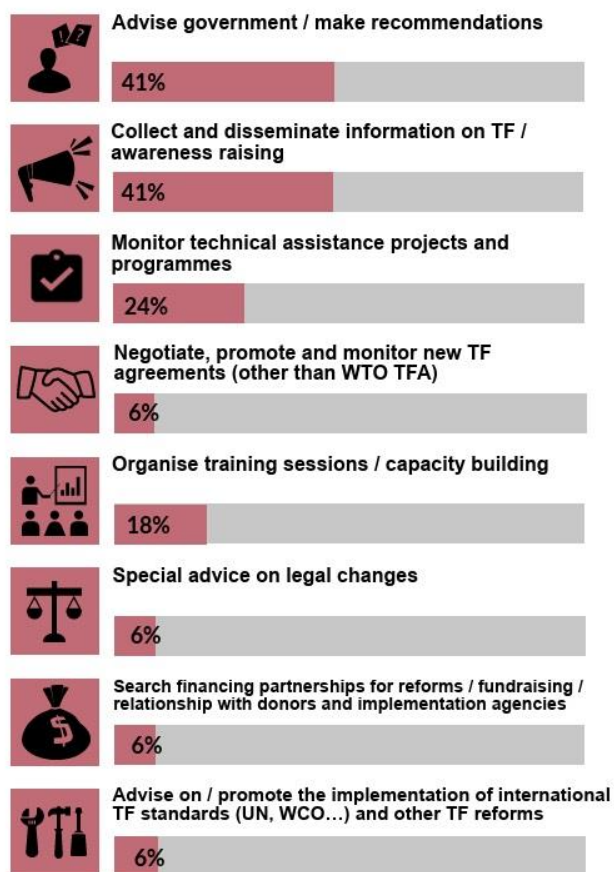 Advise government / make recommendations
41%
Collect and disseminate information on TF /
awareness raising
41%
Monitor technical assistance projects and
programmes
24%
Negotiate, promote and monitor new TF
agreements (other than WTO TFA)
6%
Organise training sessions / capacity building
18%
Special advice on legal changes
6%
Search financing partnerships for reforms / fundraising /
relationship with donors and implementation agencies
6%
Advise on / promote the implementation of international
TF standards (UN, WCO…) and other TF reforms
6%